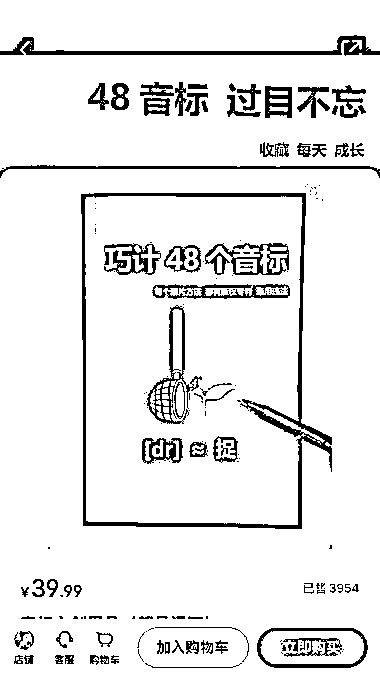 48 音标 过目不忘
收藏 每天 成长
巧计 48 个音标
[dr] ≈ 捉
¥39.99
已售 3954
店铺
客服
购物车
加入购物车
立即购买